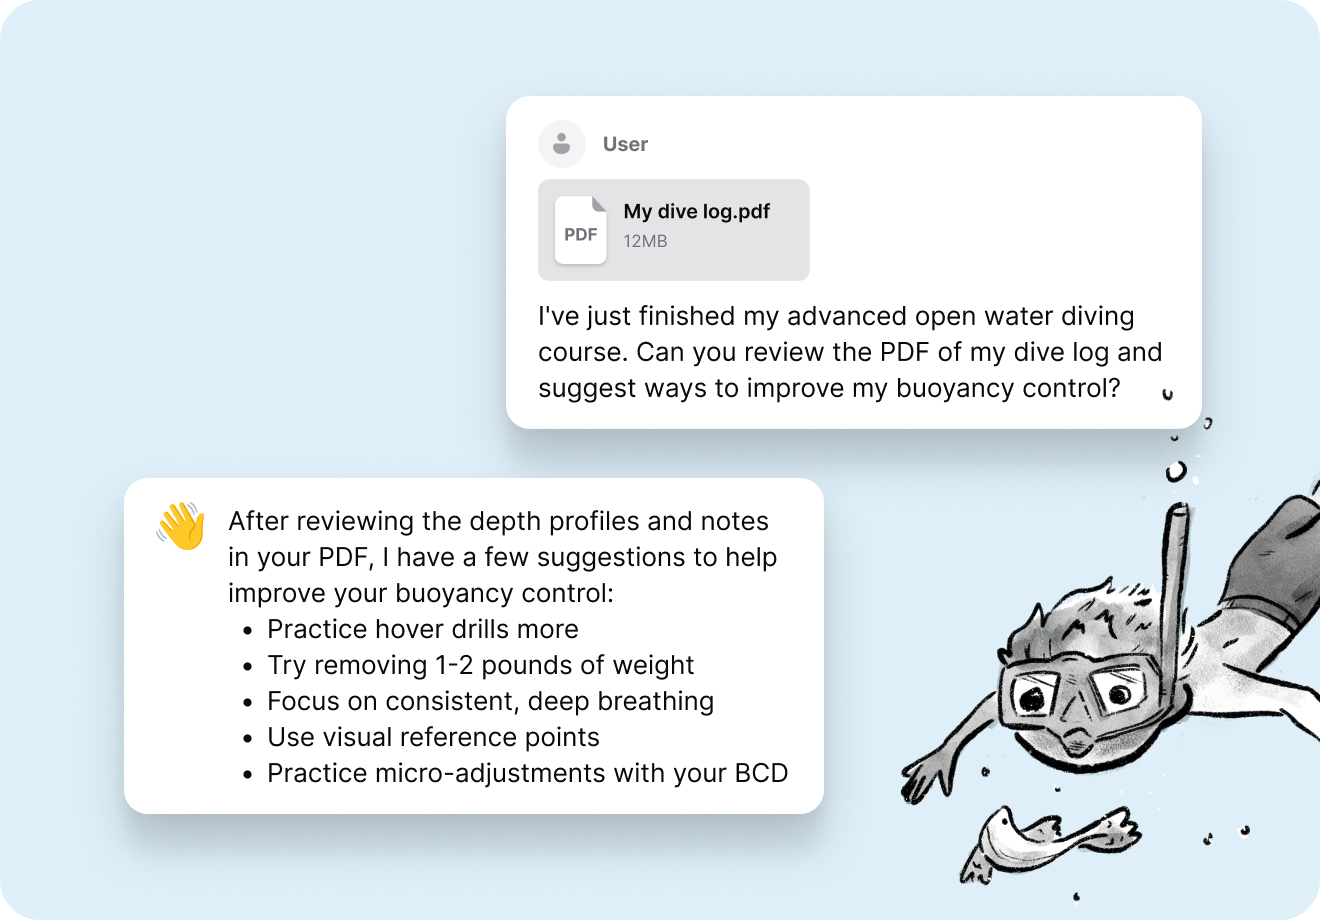 User
PDF
My dive log.pdf
12MB
I've just finished my advanced open water diving
course. Can you review the PDF of my dive log and
suggest ways to improve my buoyancy control?
After reviewing the depth profiles and notes
in your PDF, I have a few suggestions to help
improve your buoyancy control:
• Practice hover drills more
• Try removing 1-2 pounds of weight
• Focus on consistent, deep breathing
• Use visual reference points
• Practice micro-adjustments with your BCD